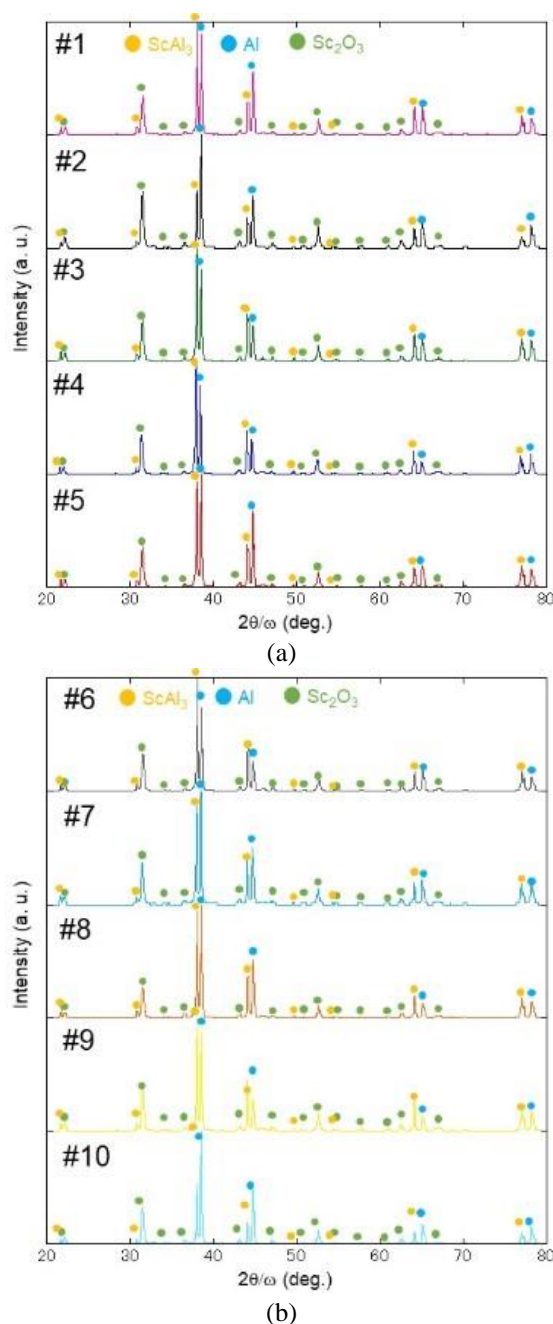 #1
ScAl₃ Al Sc₂O₃
#2
#3
#4
#5
Intensity (a. u.)
20 30 40 50 60 70 80
2θ/ω (deg.)
(a)
#6
ScAl₃ Al Sc₂O₃
#7
#8
#9
#10
Intensity (a. u.)
20 30 40 50 60 70 80
2θ/ω (deg.)
(b)